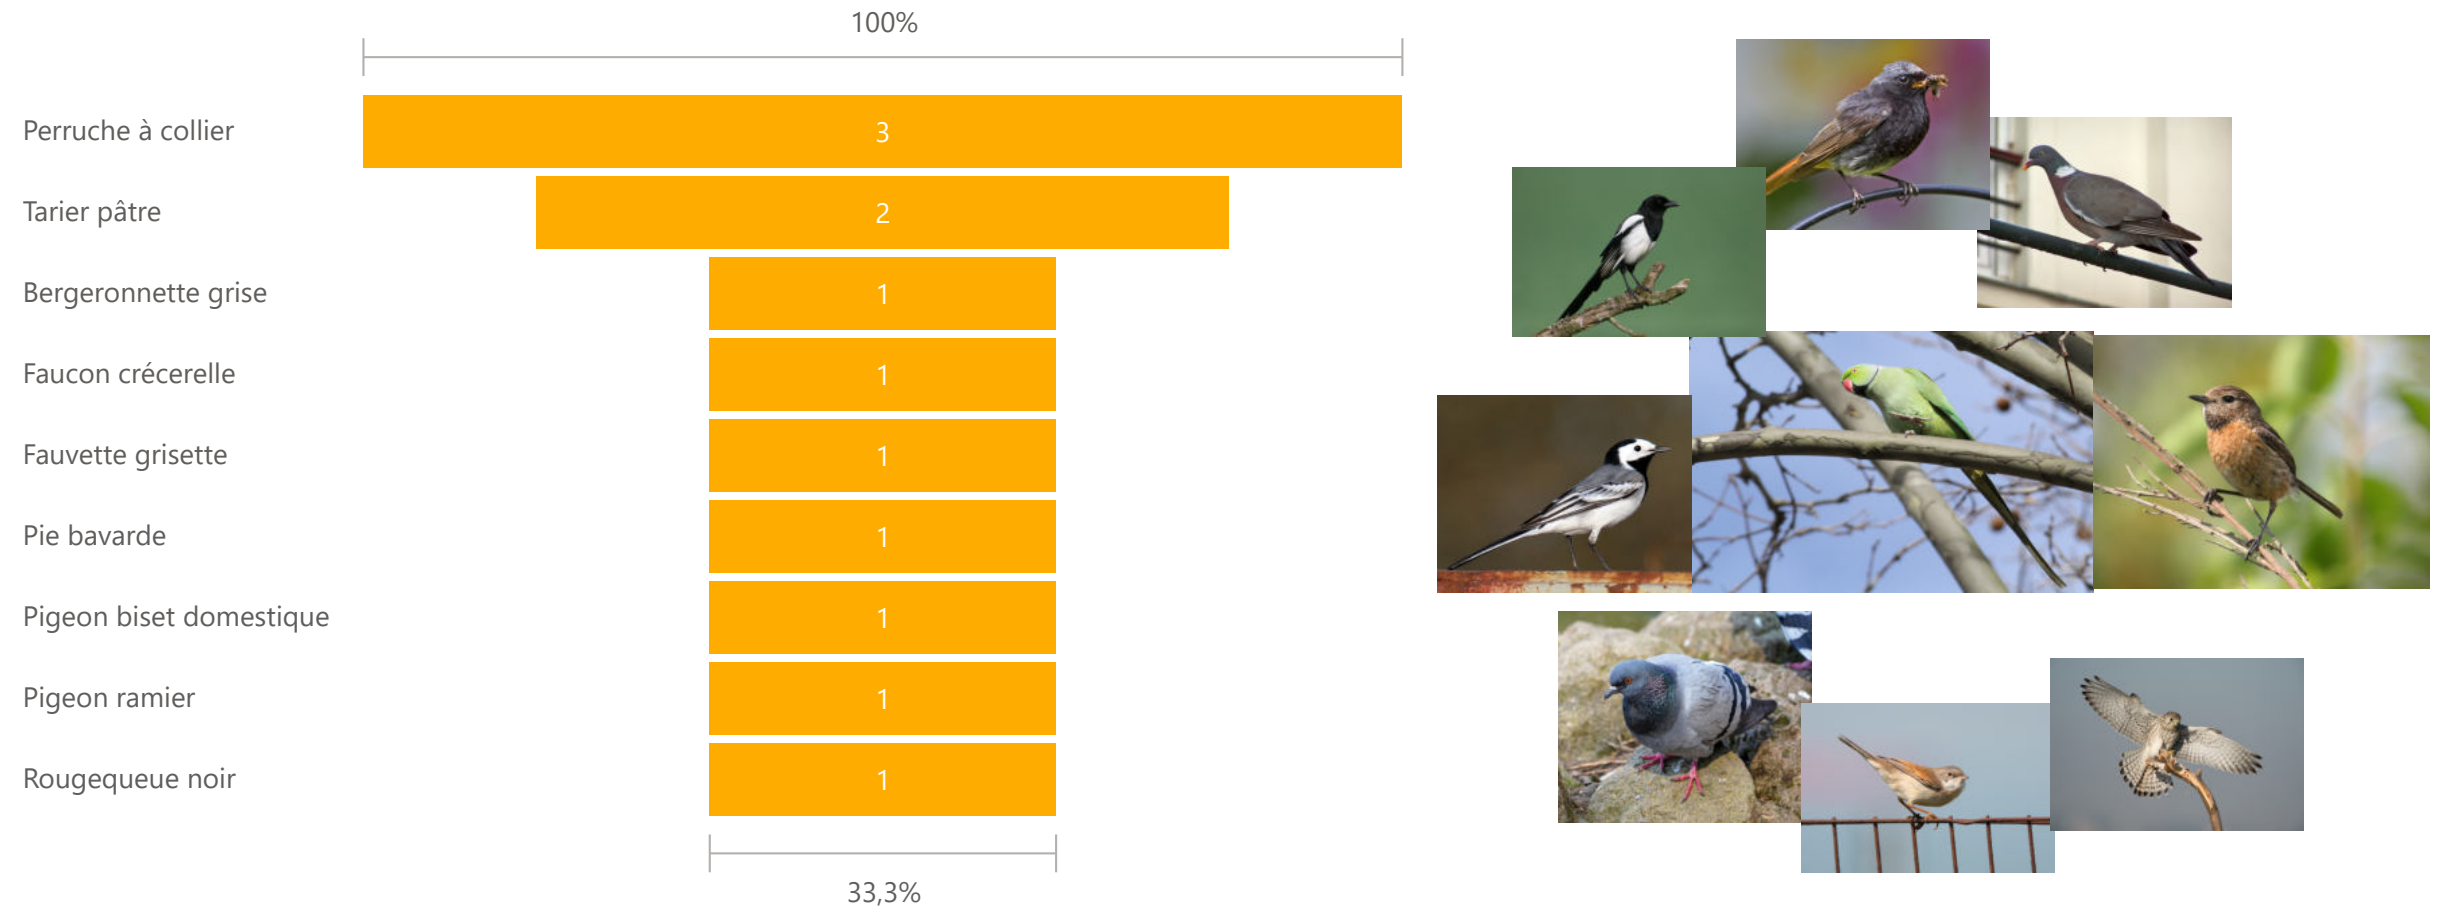 100%
Perruche à collier 3
Tarier pâtre 2
Bergeronnette grise 1
Faucon crécerelle 1
Fauvette grisette 1
Pie bavarde 1
Pigeon biset domestique 1
Pigeon ramier 1
Rougequeue noir 1
33,3%